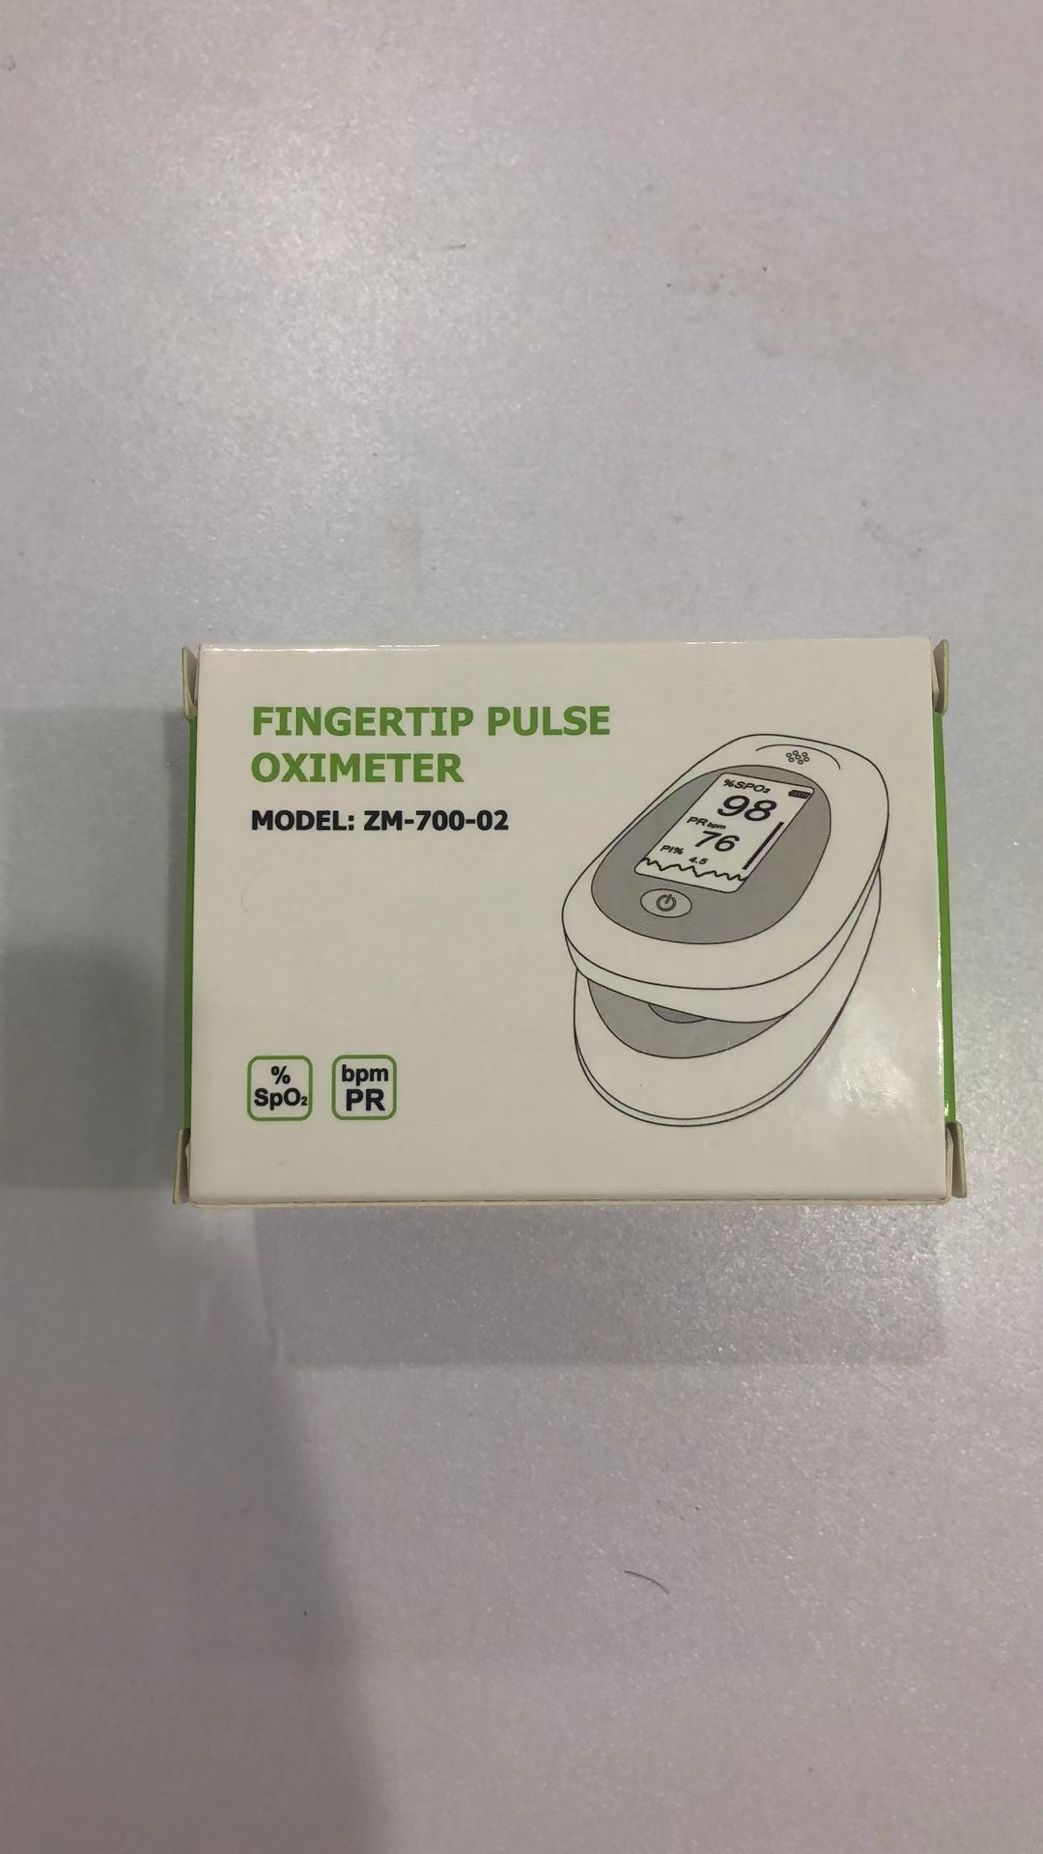 FINGERTIP PULSE
OXIMETER
MODEL: ZM-700-02
%SPO₂
98
PRbpm
76
PI% 4.5
%
SpO₂
bpm
PR